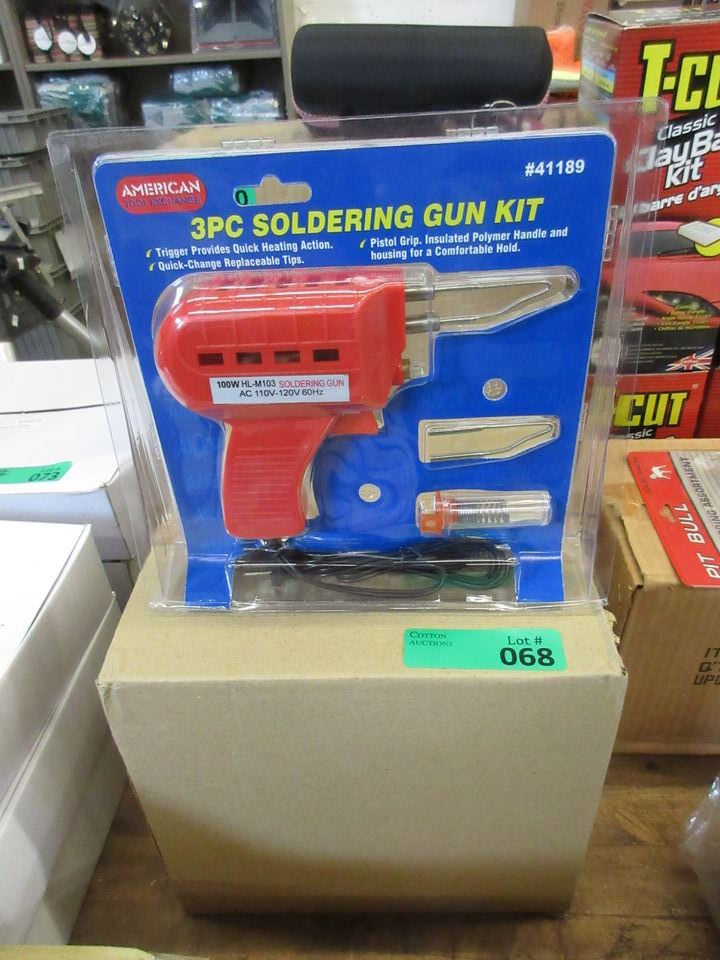 AMERICAN
TOOL EXCHANGE
#41189
0
3PC SOLDERING GUN KIT
✓ Trigger Provides Quick Heating Action.
✓ Quick-Change Replaceable Tips.
✓ Pistol Grip. Insulated Polymer Handle and
housing for a Comfortable Hold.
100W HL-M103 SOLDERING GUN
AC 110V-120V 60Hz
COTTON
AUCTIONS
Lot #
068
073
T-CU
Classic
Kit
CUT
PIT BULL